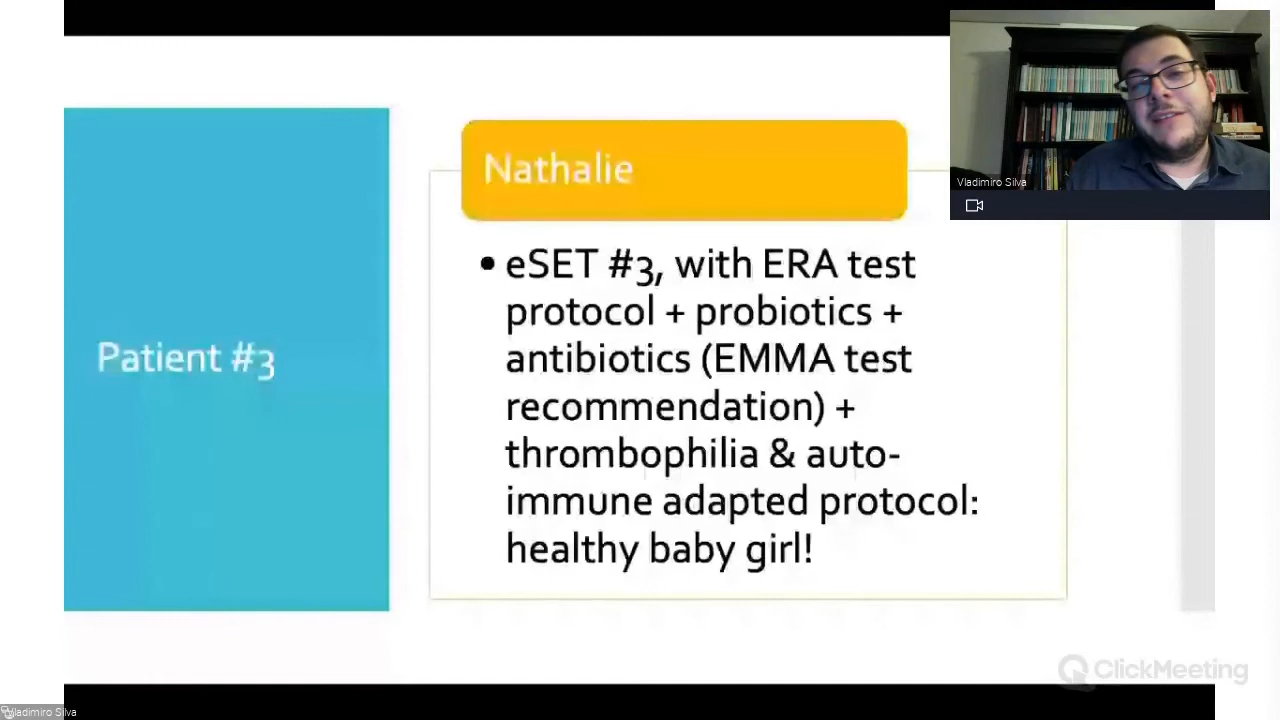 Nathalie
Vladimiro Silva
• eSET #3, with ERA test
protocol + probiotics +
antibiotics (EMMA test
recommendation) +
thrombophilia & auto-
immune adapted protocol:
healthy baby girl!
Patient #3
ClickMeeting
Vladimiro Silva